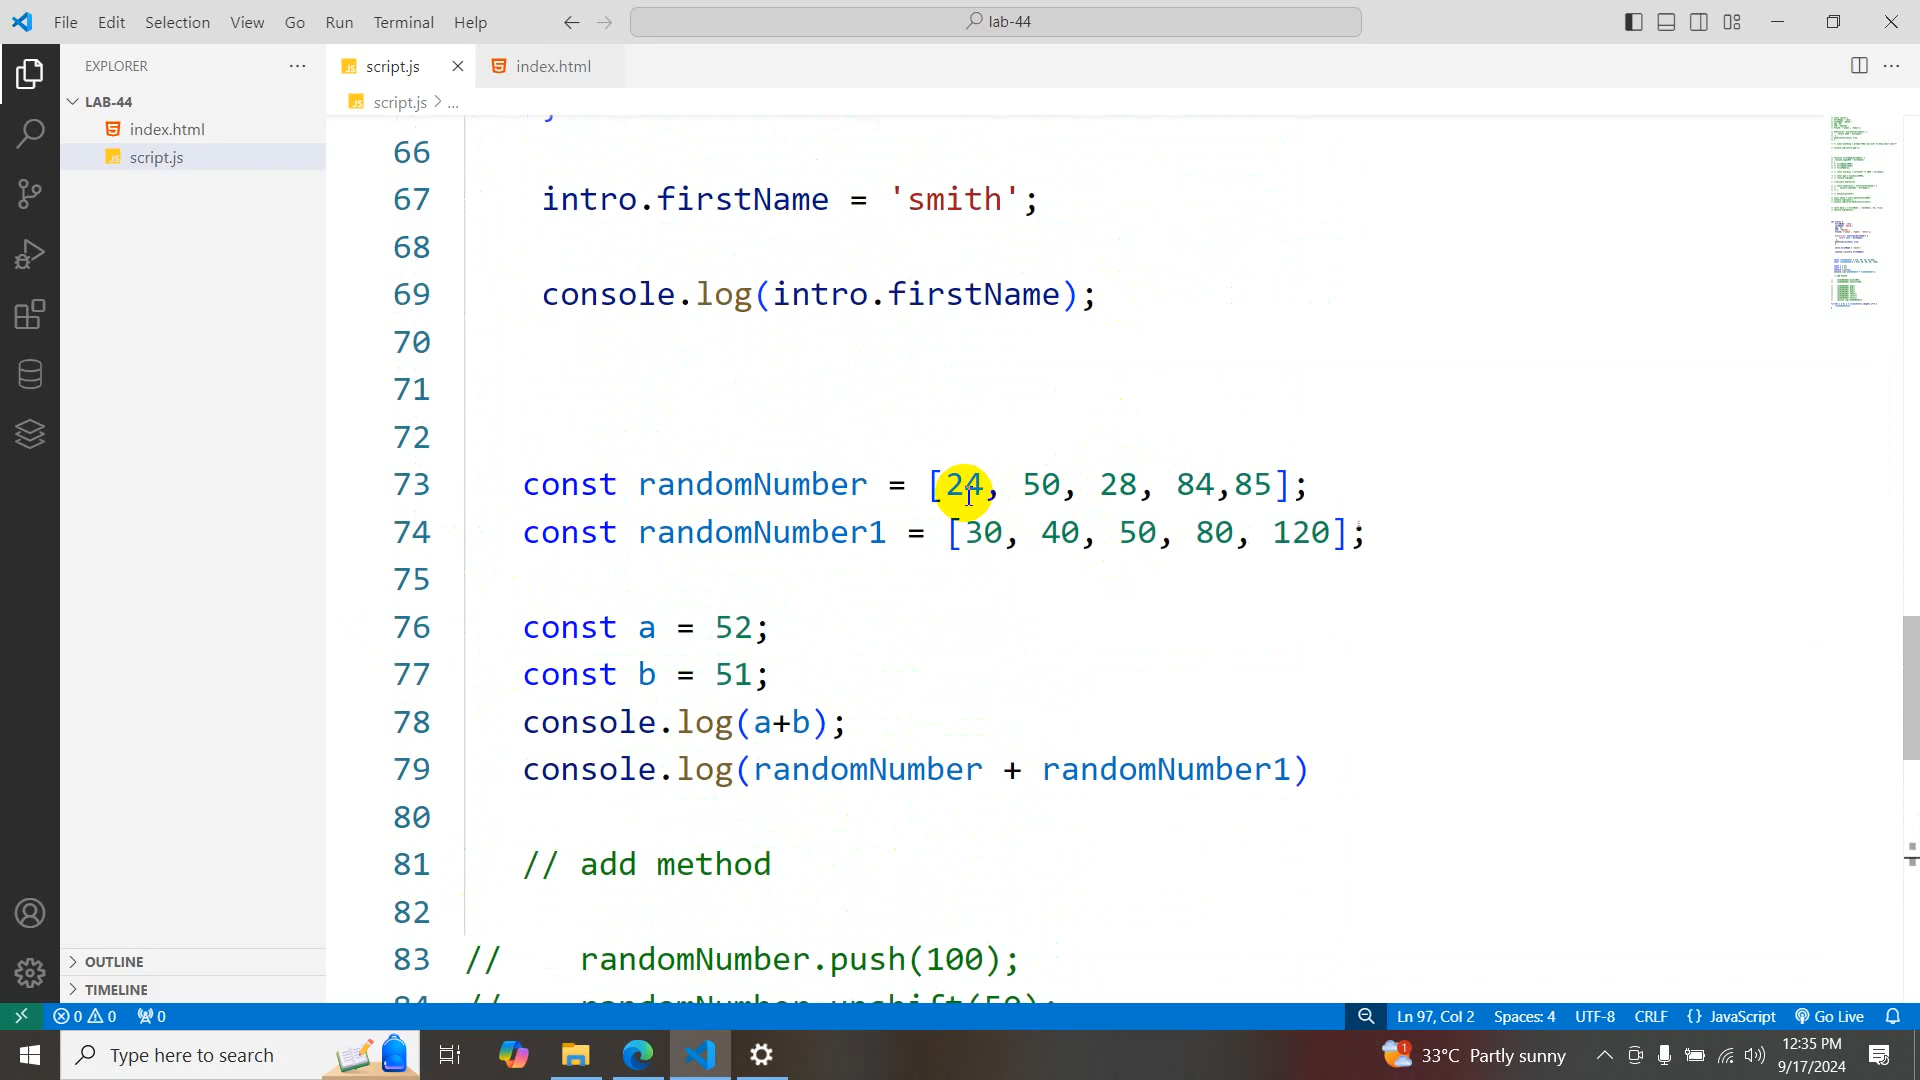 File Edit Selection View Go Run Terminal Help
lab-44
EXPLORER
script.js
index.html
LAB-44
script.js > ...
index.html
script.js
66
67 intro.firstName = 'smith';
68
69 console.log(intro.firstName);
70
71
72
73 const randomNumber = [24, 50, 28, 84,85];
74 const randomNumber1 = [30, 40, 50, 80, 120];
75
76 const a = 52;
77 const b = 51;
78 console.log(a+b);
79 console.log(randomNumber + randomNumber1)
80
81 // add method
82
83 // randomNumber.push(100);
84 // randomNumber.unshift(50);
OUTLINE
TIMELINE
0 0 0
Ln 97, Col 2 Spaces: 4 UTF-8 CRLF {} JavaScript Go Live
Type here to search
1
33°C Partly sunny
12:35 PM
9/17/2024